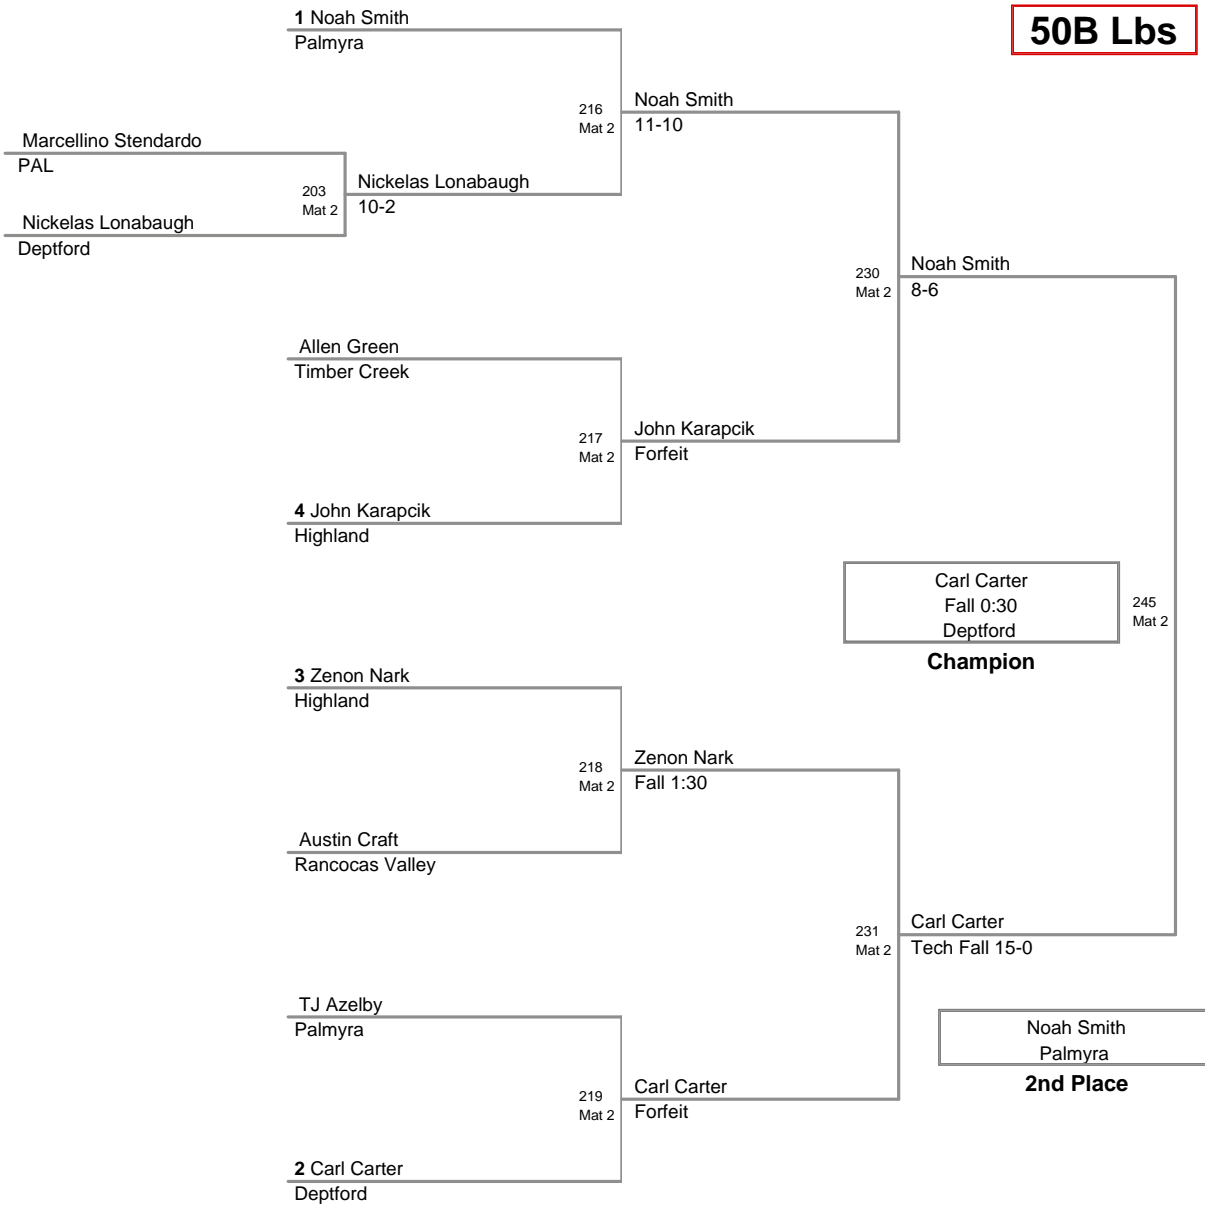 1 Noah Smith
Palmyra
50B Lbs
216
Mat 2
Noah Smith
11-10
Marcellino Stendardo
PAL
203
Mat 2
Nickelas Lonabaugh
10-2
Nickelas Lonabaugh
Deptford
230
Mat 2
Noah Smith
8-6
Allen Green
Timber Creek
217
Mat 2
John Karapcik
Forfeit
4 John Karapcik
Highland
Carl Carter
Fall 0:30
Deptford
Champion
245
Mat 2
3 Zenon Nark
Highland
218
Mat 2
Zenon Nark
Fall 1:30
Austin Craft
Rancocas Valley
231
Mat 2
Carl Carter
Tech Fall 15-0
TJ Azelby
Palmyra
Noah Smith
Palmyra
2nd Place
219
Mat 2
Carl Carter
Forfeit
2 Carl Carter
Deptford